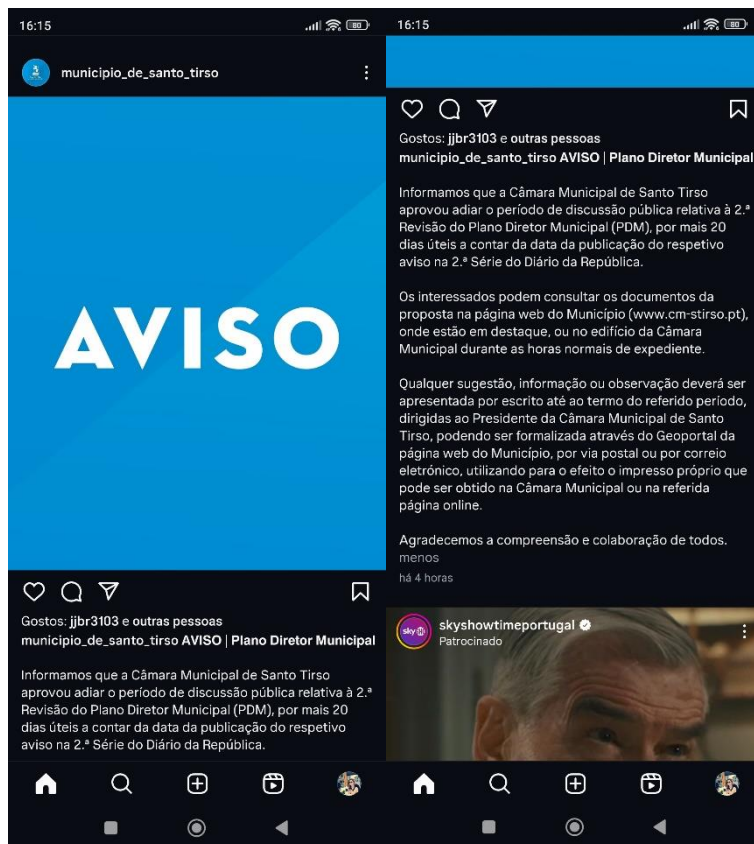 16:15
80
municipio_de_santo_tirso
AVISO
Gostos: jjbr3103 e outras pessoas
municipio_de_santo_tirso AVISO | Plano Diretor Municipal
Informamos que a Câmara Municipal de Santo Tirso
aprovou adiar o período de discussão pública relativa à 2.ª
Revisão do Plano Diretor Municipal (PDM), por mais 20
dias úteis a contar da data da publicação do respetivo
aviso na 2.ª Série do Diário da República.
16:15
80
Gostos: jjbr3103 e outras pessoas
municipio_de_santo_tirso AVISO | Plano Diretor Municipal
Informamos que a Câmara Municipal de Santo Tirso
aprovou adiar o período de discussão pública relativa à 2.ª
Revisão do Plano Diretor Municipal (PDM), por mais 20
dias úteis a contar da data da publicação do respetivo
aviso na 2.ª Série do Diário da República.
Os interessados podem consultar os documentos da
proposta na página web do Município (www.cm-stirso.pt),
onde estão em destaque, ou no edifício da Câmara
Municipal durante as horas normais de expediente.
Qualquer sugestão, informação ou observação deverá ser
apresentada por escrito até ao termo do referido período,
dirigidas ao Presidente da Câmara Municipal de Santo
Tirso, podendo ser formalizada através do Geoportal da
página web do Município, por via postal ou por correio
eletrónico, utilizando para o efeito o impresso próprio que
pode ser obtido na Câmara Municipal ou na referida
página online.
Agradecemos a compreensão e colaboração de todos.
menos
há 4 horas
sky
skyshowtimeportugal
Patrocinado